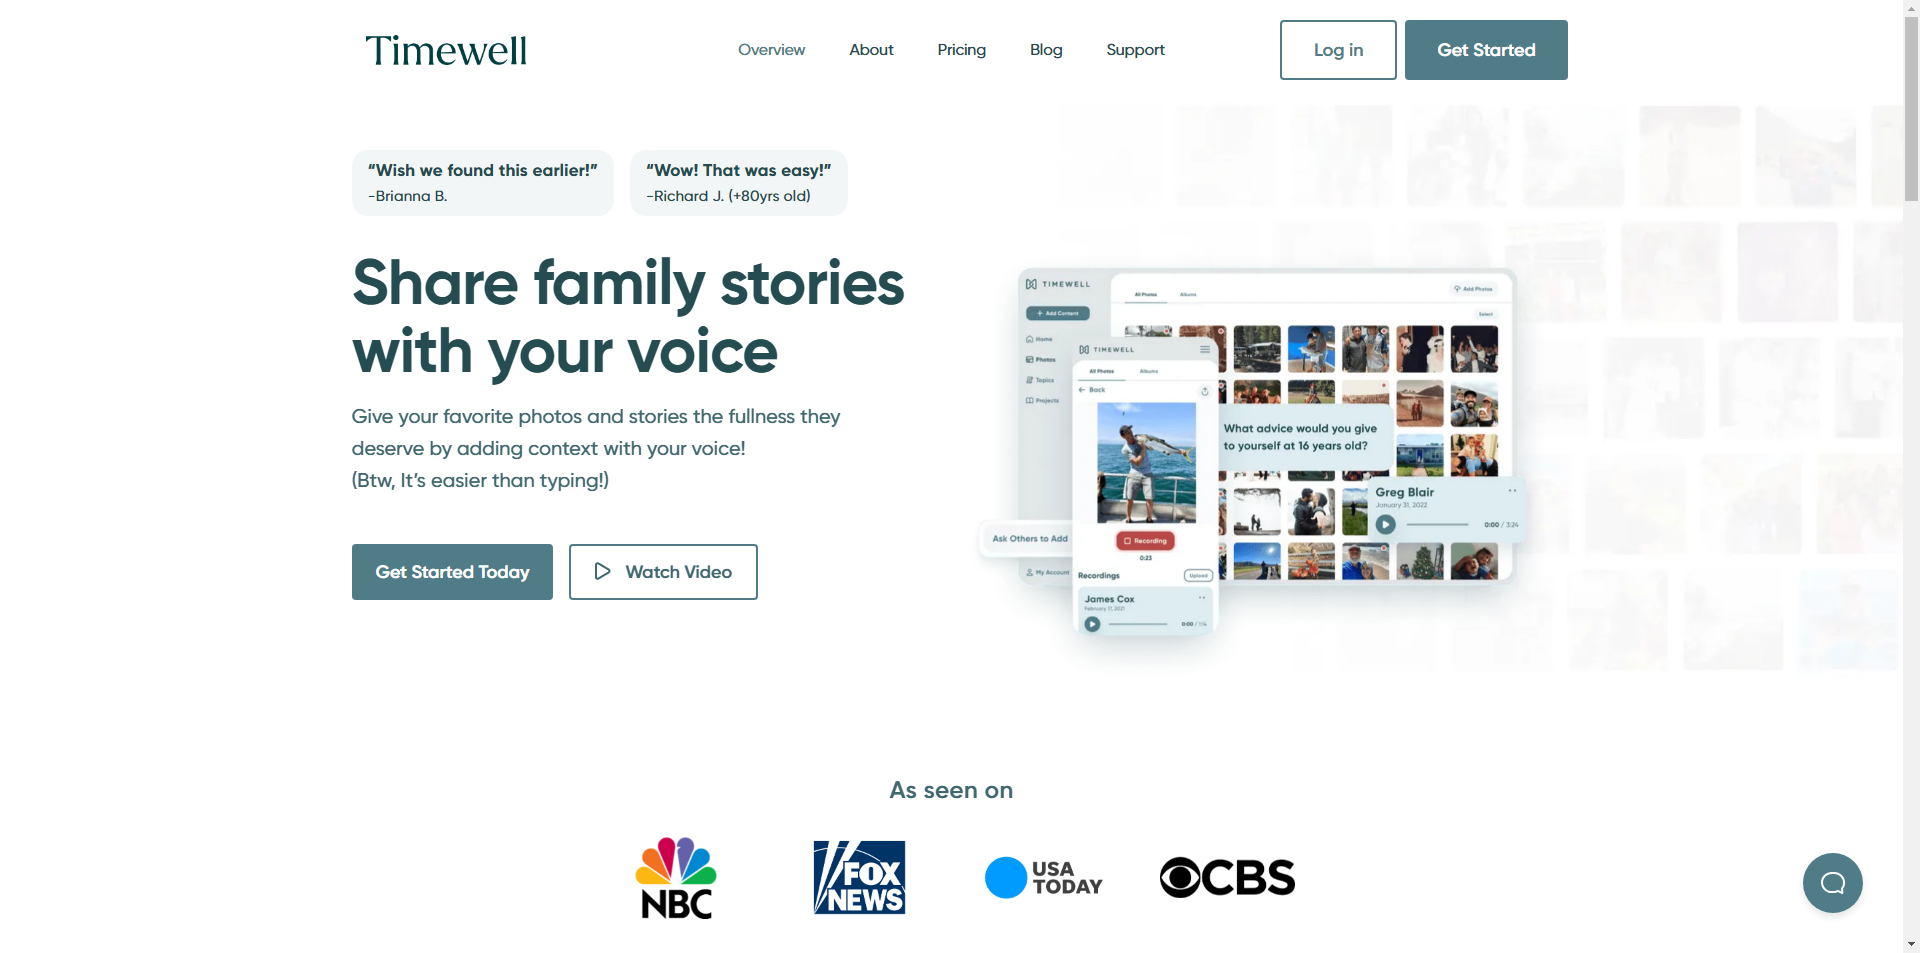 Timewell
Overview
About
Pricing
Blog
Support
Log in
Get Started
“Wish we found this earlier!”
-Brianna B.
“Wow! That was easy!”
-Richard J. (+80yrs old)
Share family stories
with your voice
Give your favorite photos and stories the fullness they
deserve by adding context with your voice!
(Btw, It’s easier than typing!)
Get Started Today
Watch Video
TIMEWELL
All Photos
Albums
Add Photos
+ Add Content
Select
Home
Photos
Topics
Projects
TIMEWELL
All Photos
Albums
Back
What advice would you give
to yourself at 16 years old?
Greg Blair
January 31, 2022
0:00 / 3:24
Ask Others to Add
Recording
0:23
My Account
Recordings
Upload
James Cox
February 11, 2021
0:00 / 1:14
As seen on
NBC
FOX
NEWS
USA
TODAY
CBS